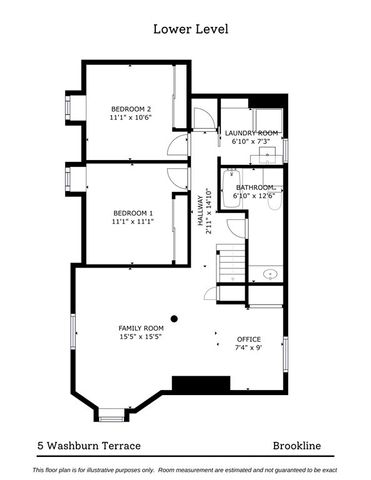 Lower Level
BEDROOM 2
11'1" x 10'6"
LAUNDRY ROOM
6'10" x 7'3"
BATHROOM
6'10" x 12'6"
HALLWAY
2'11" x 14'10"
BEDROOM 1
11'1" x 11'1"
FAMILY ROOM
15'5" x 15'5"
OFFICE
7'4" x 9'
5 Washburn Terrace
Brookline
This floor plan is for illustrative purposes only. Room measurement are estimated and not guaranteed to be exact